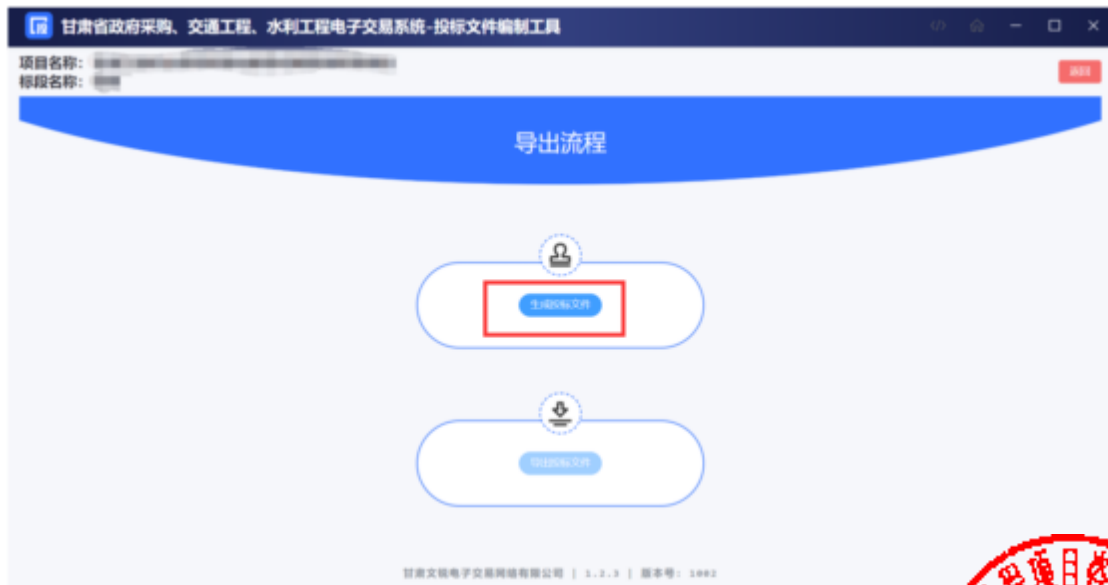 甘肃省政府采购、交通工程、水利工程电子交易系统-投标文件编制工具
项目名称：
标段名称：
返回
导出流程
生成投标文件
导出投标文件
甘肃文锐电子交易网络有限公司 | 1.2.3 | 版本号: 1002